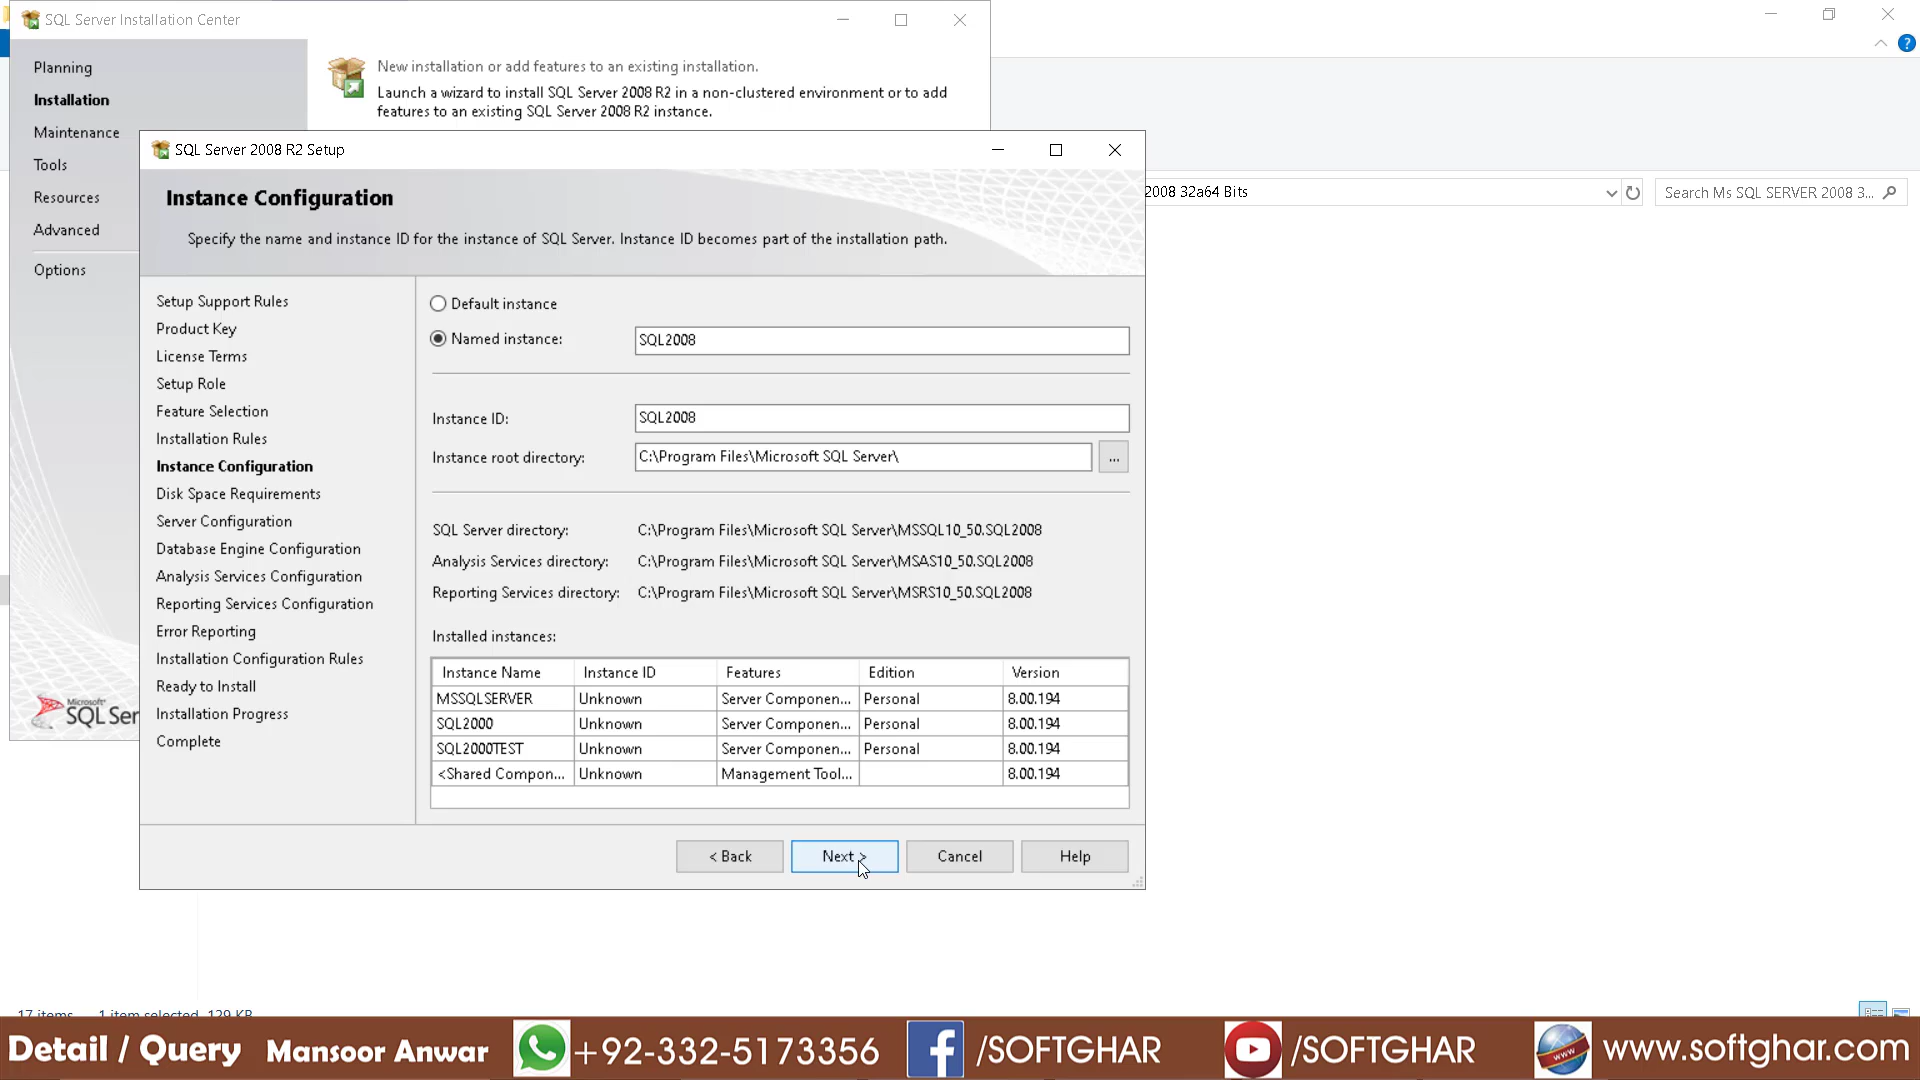 SQL Server Installation Center
Planning
Installation
Maintenance
Tools
Resources
Advanced
Options
New installation or add features to an existing installation.
Launch a wizard to install SQL Server 2008 R2 in a non-clustered environment or to add
features to an existing SQL Server 2008 R2 instance.
Microsoft
SQL Ser
2008 32a64 Bits
Search Ms SQL SERVER 2008 3...
?
SQL Server 2008 R2 Setup
Instance Configuration
Specify the name and instance ID for the instance of SQL Server. Instance ID becomes part of the installation path.
Setup Support Rules
Product Key
License Terms
Setup Role
Feature Selection
Installation Rules
Instance Configuration
Disk Space Requirements
Server Configuration
Database Engine Configuration
Analysis Services Configuration
Reporting Services Configuration
Error Reporting
Installation Configuration Rules
Ready to Install
Installation Progress
Complete
Default instance
Named instance: SQL2008
Instance ID: SQL2008
Instance root directory: C:\Program Files\Microsoft SQL Server\ ...
SQL Server directory: C:\Program Files\Microsoft SQL Server\MSSQL10_50.SQL2008
Analysis Services directory: C:\Program Files\Microsoft SQL Server\MSAS10_50.SQL2008
Reporting Services directory: C:\Program Files\Microsoft SQL Server\MSRS10_50.SQL2008
Installed instances:
Instance Name Instance ID Features Edition Version
MSSQLSERVER Unknown Server Componen... Personal 8.00.194
SQL2000 Unknown Server Componen... Personal 8.00.194
SQL2000TEST Unknown Server Componen... Personal 8.00.194
<Shared Compon... Unknown Management Tool... 8.00.194
< Back Next > Cancel Help
17 items 1 item selected 129 KB
Detail / Query Mansoor Anwar +92-332-5173356 f /SOFTGHAR /SOFTGHAR www www.softghar.com